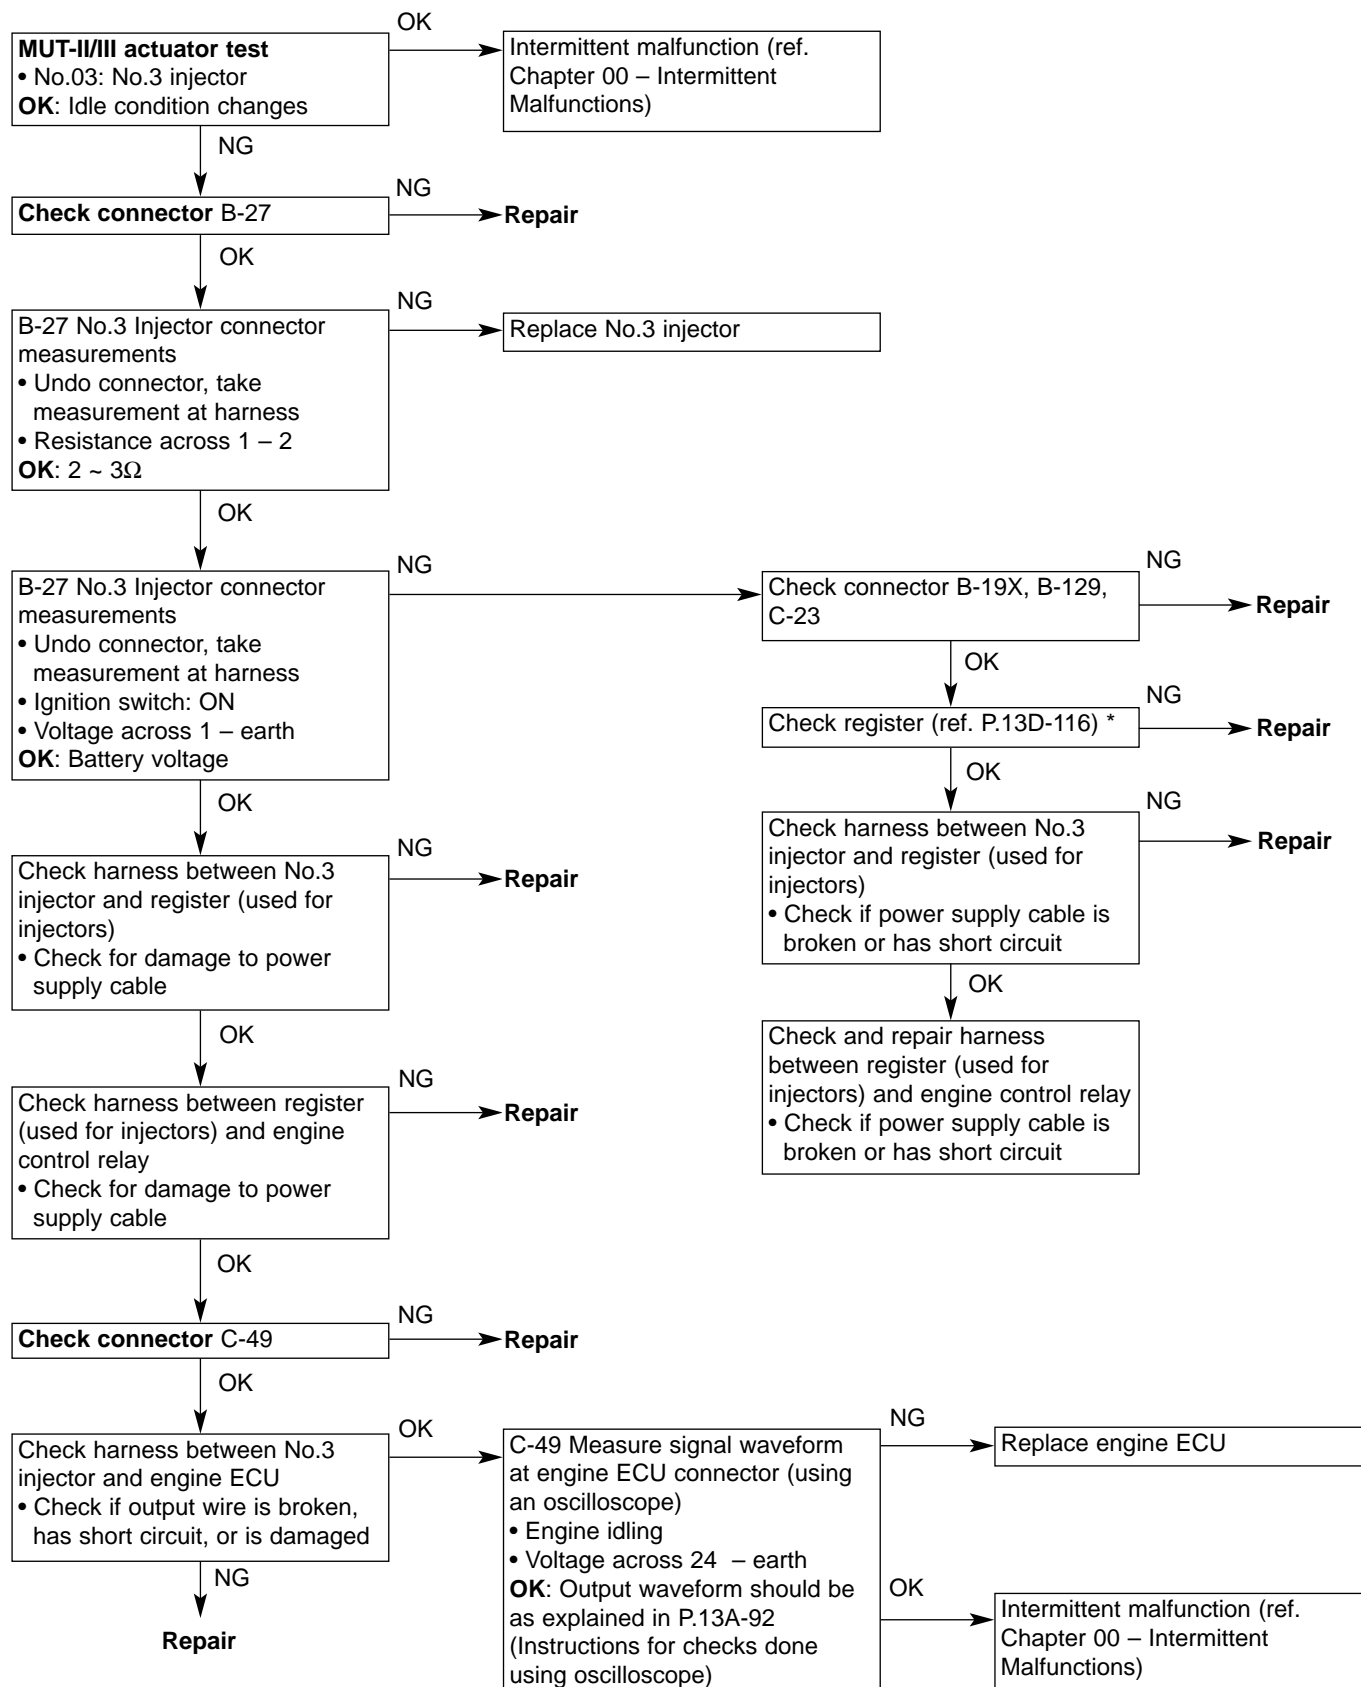 MUT-II/III actuator test
• No.03: No.3 injector
OK: Idle condition changes
OK
Intermittent malfunction (ref.
Chapter 00 – Intermittent
Malfunctions)
NG
Check connector B-27
NG
Repair
OK
B-27 No.3 Injector connector
measurements
• Undo connector, take
measurement at harness
• Resistance across 1 – 2
OK: 2 ~ 3Ω
NG
Replace No.3 injector
OK
B-27 No.3 Injector connector
measurements
• Undo connector, take
measurement at harness
• Ignition switch: ON
• Voltage across 1 – earth
OK: Battery voltage
NG
Check connector B-19X, B-129,
C-23
NG
Repair
OK
Check register (ref. P.13D-116) *
NG
Repair
OK
Check harness between No.3
injector and register (used for
injectors)
• Check if power supply cable is
broken or has short circuit
NG
Repair
OK
Check and repair harness
between register (used for
injectors) and engine control relay
• Check if power supply cable is
broken or has short circuit
OK
Check harness between No.3
injector and register (used for
injectors)
• Check for damage to power
supply cable
NG
Repair
OK
Check harness between register
(used for injectors) and engine
control relay
• Check for damage to power
supply cable
NG
Repair
OK
Check connector C-49
NG
Repair
OK
Check harness between No.3
injector and engine ECU
• Check if output wire is broken,
has short circuit, or is damaged
NG
Repair
OK
C-49 Measure signal waveform
at engine ECU connector (using
an oscilloscope)
• Engine idling
• Voltage across 24 – earth
OK: Output waveform should be
as explained in P.13A-92
(Instructions for checks done
using oscilloscope)
NG
Replace engine ECU
OK
Intermittent malfunction (ref.
Chapter 00 – Intermittent
Malfunctions)